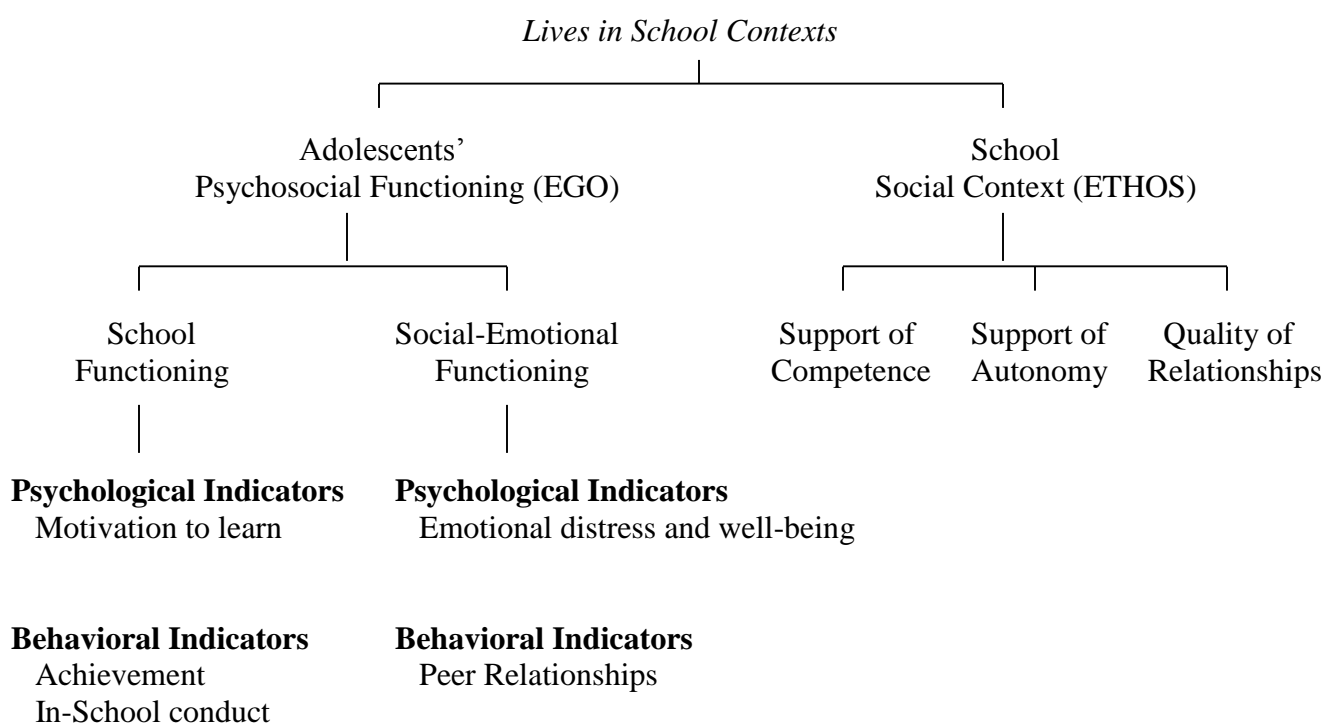 Lives in School Contexts
Adolescents’
Psychosocial Functioning (EGO)
School
Social Context (ETHOS)
School
Functioning
Social-Emotional
Functioning
Support of
Competence
Support of
Autonomy
Quality of
Relationships
Psychological Indicators
Motivation to learn
Psychological Indicators
Emotional distress and well-being
Behavioral Indicators
Achievement
In-School conduct
Behavioral Indicators
Peer Relationships